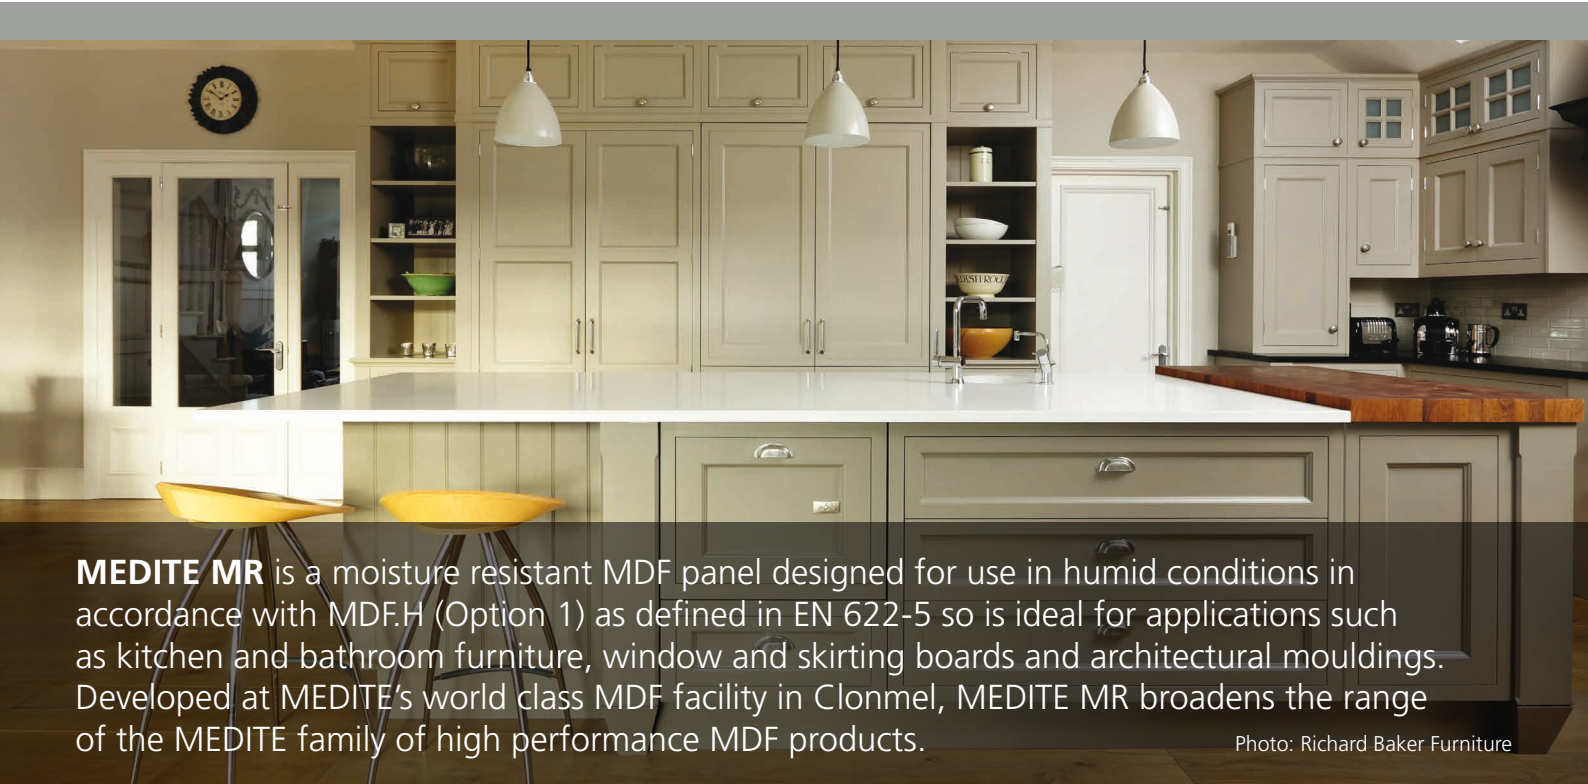 MEDITE MR is a moisture resistant MDF panel designed for use in humid conditions in
accordance with MDF.H (Option 1) as defined in EN 622-5 so is ideal for applications such
as kitchen and bathroom furniture, window and skirting boards and architectural mouldings.
Developed at MEDITE’s world class MDF facility in Clonmel, MEDITE MR broadens the range
of the MEDITE family of high performance MDF products.
Photo: Richard Baker Furniture